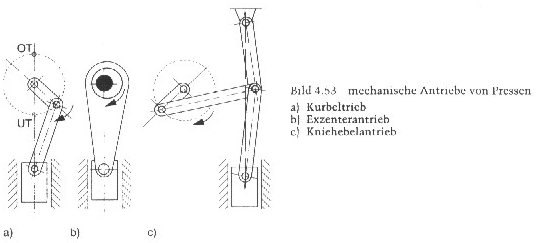 OT
UT
Bild 4.53 mechanische Antriebe von Pressen
a) Kurbeltrieb
b) Exzenterantrieb
c) Kniehebelantrieb
a) b) c)